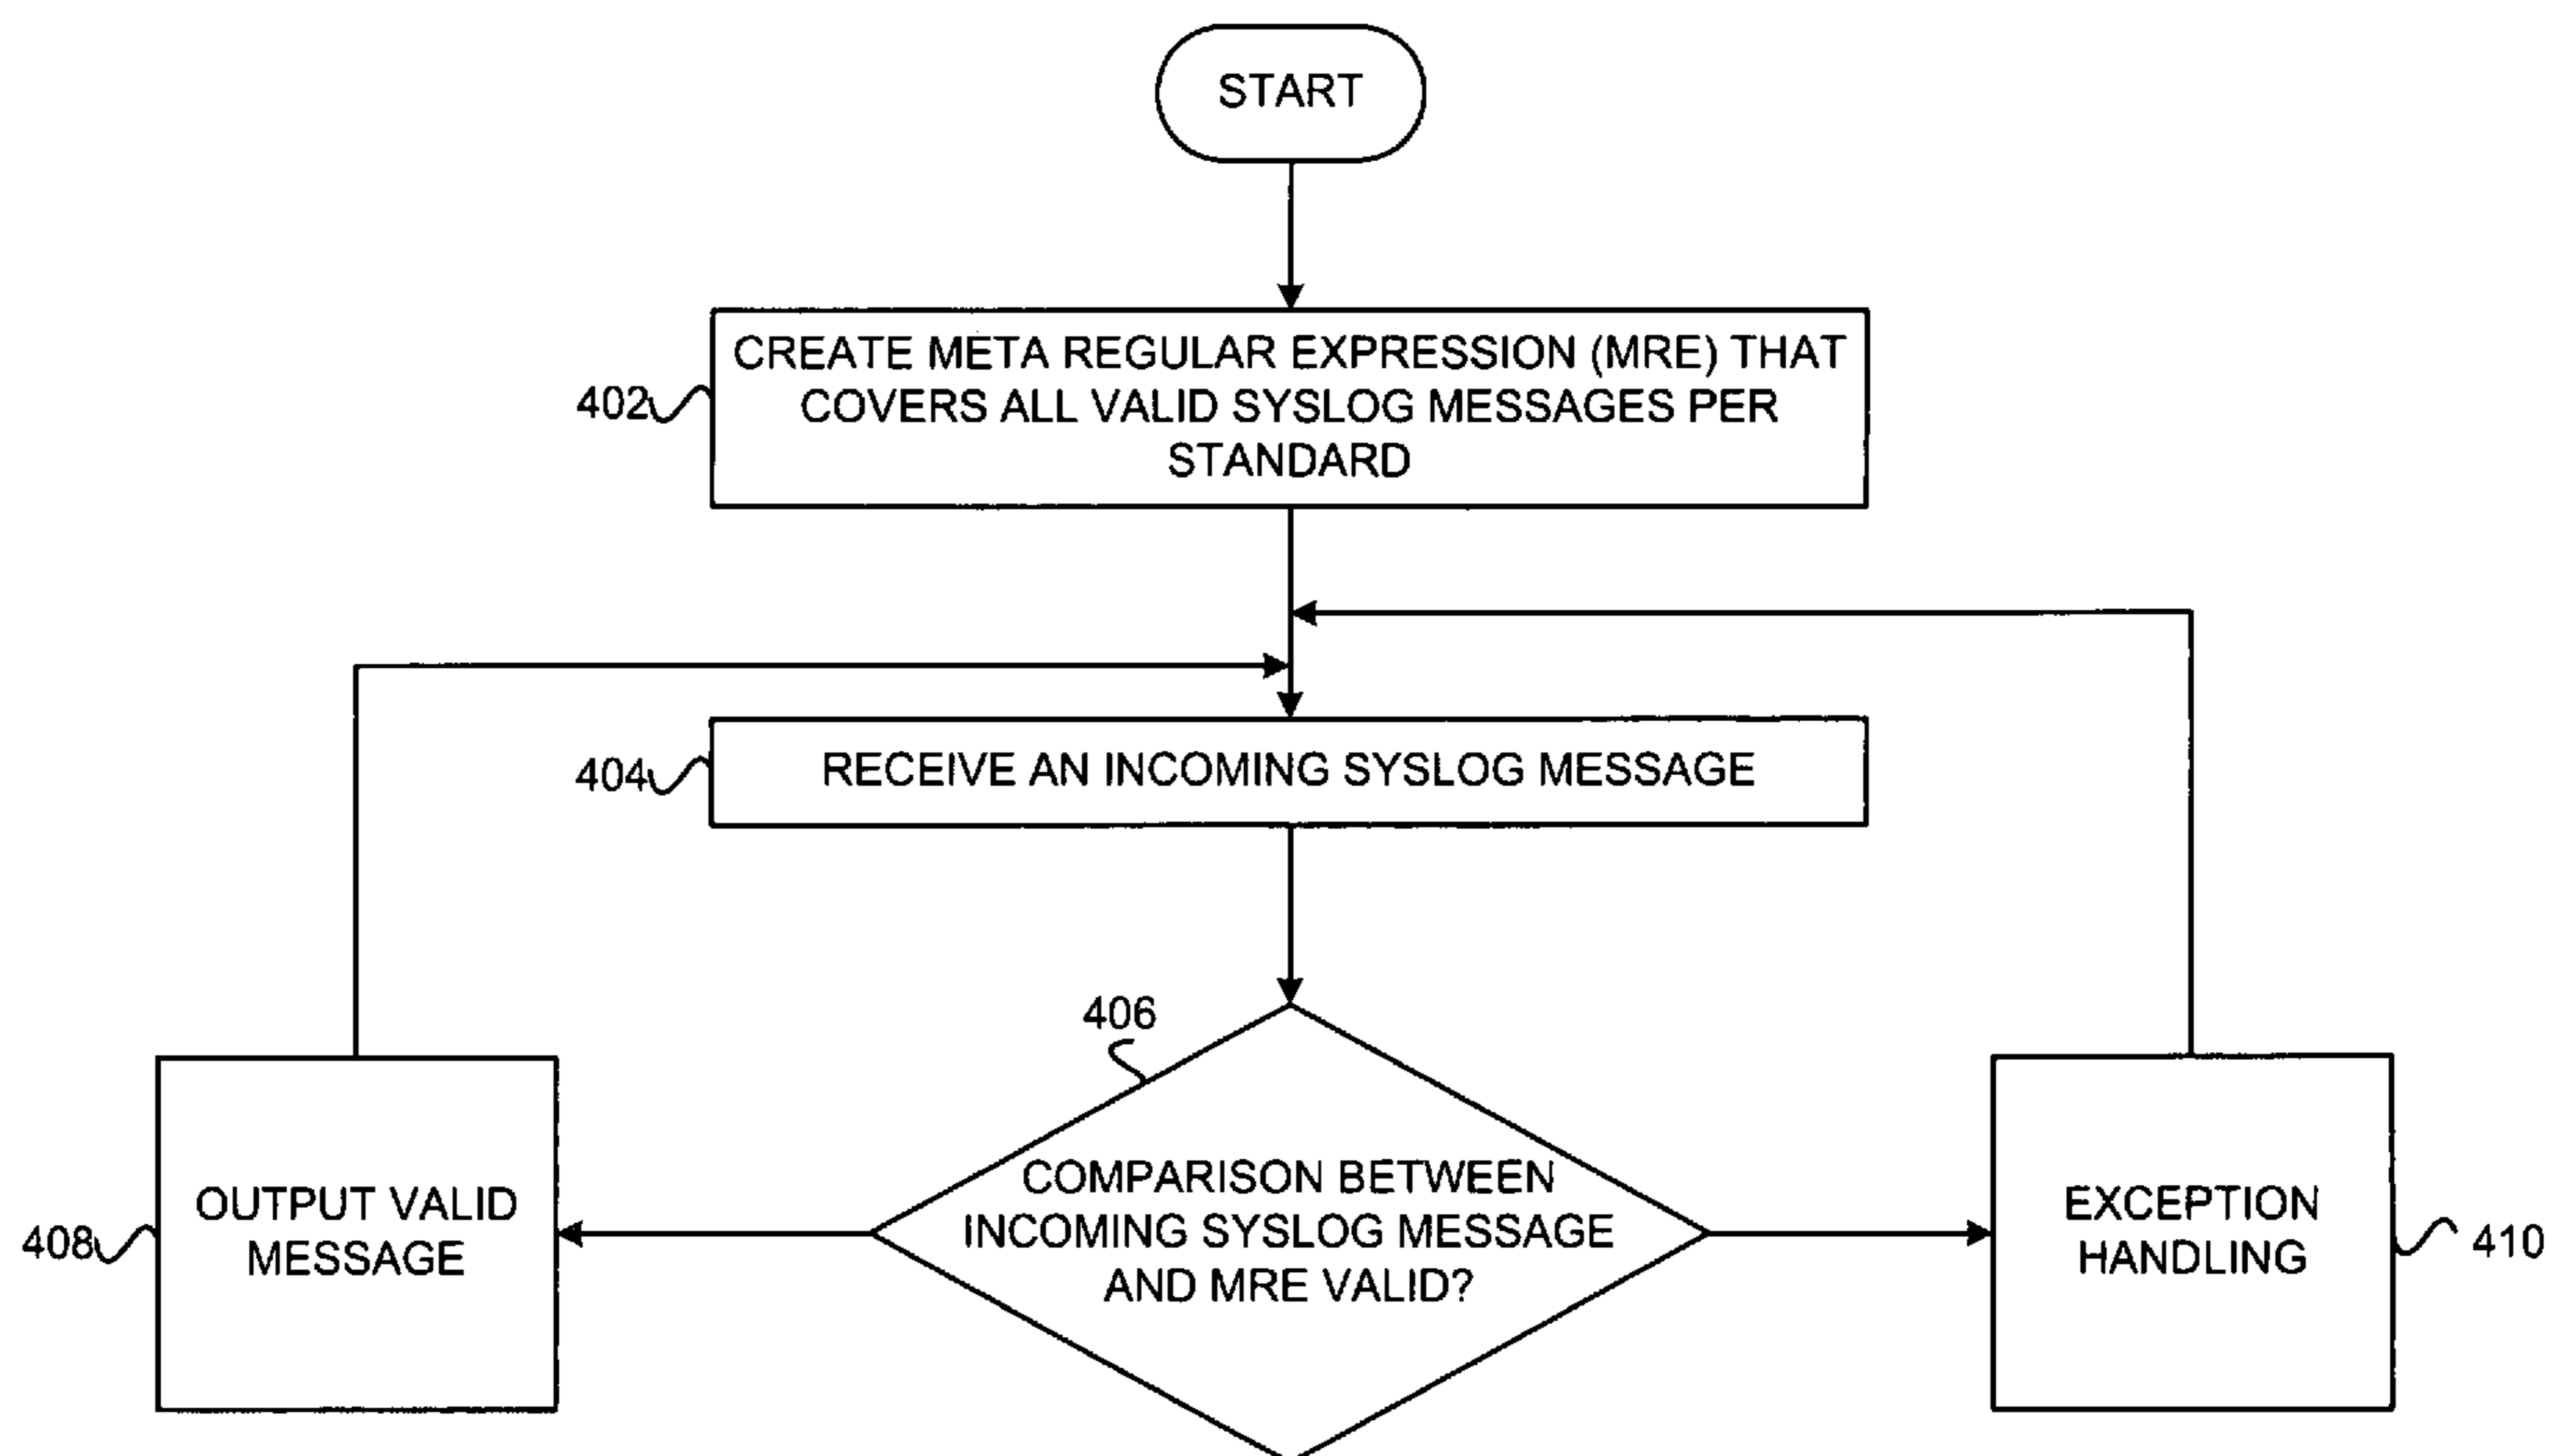 START
CREATE META REGULAR EXPRESSION (MRE) THAT
COVERS ALL VALID SYSLOG MESSAGES PER
STANDARD
402
RECEIVE AN INCOMING SYSLOG MESSAGE
404
406
COMPARISON BETWEEN
INCOMING SYSLOG MESSAGE
AND MRE VALID?
OUTPUT VALID
MESSAGE
408
EXCEPTION
HANDLING
410